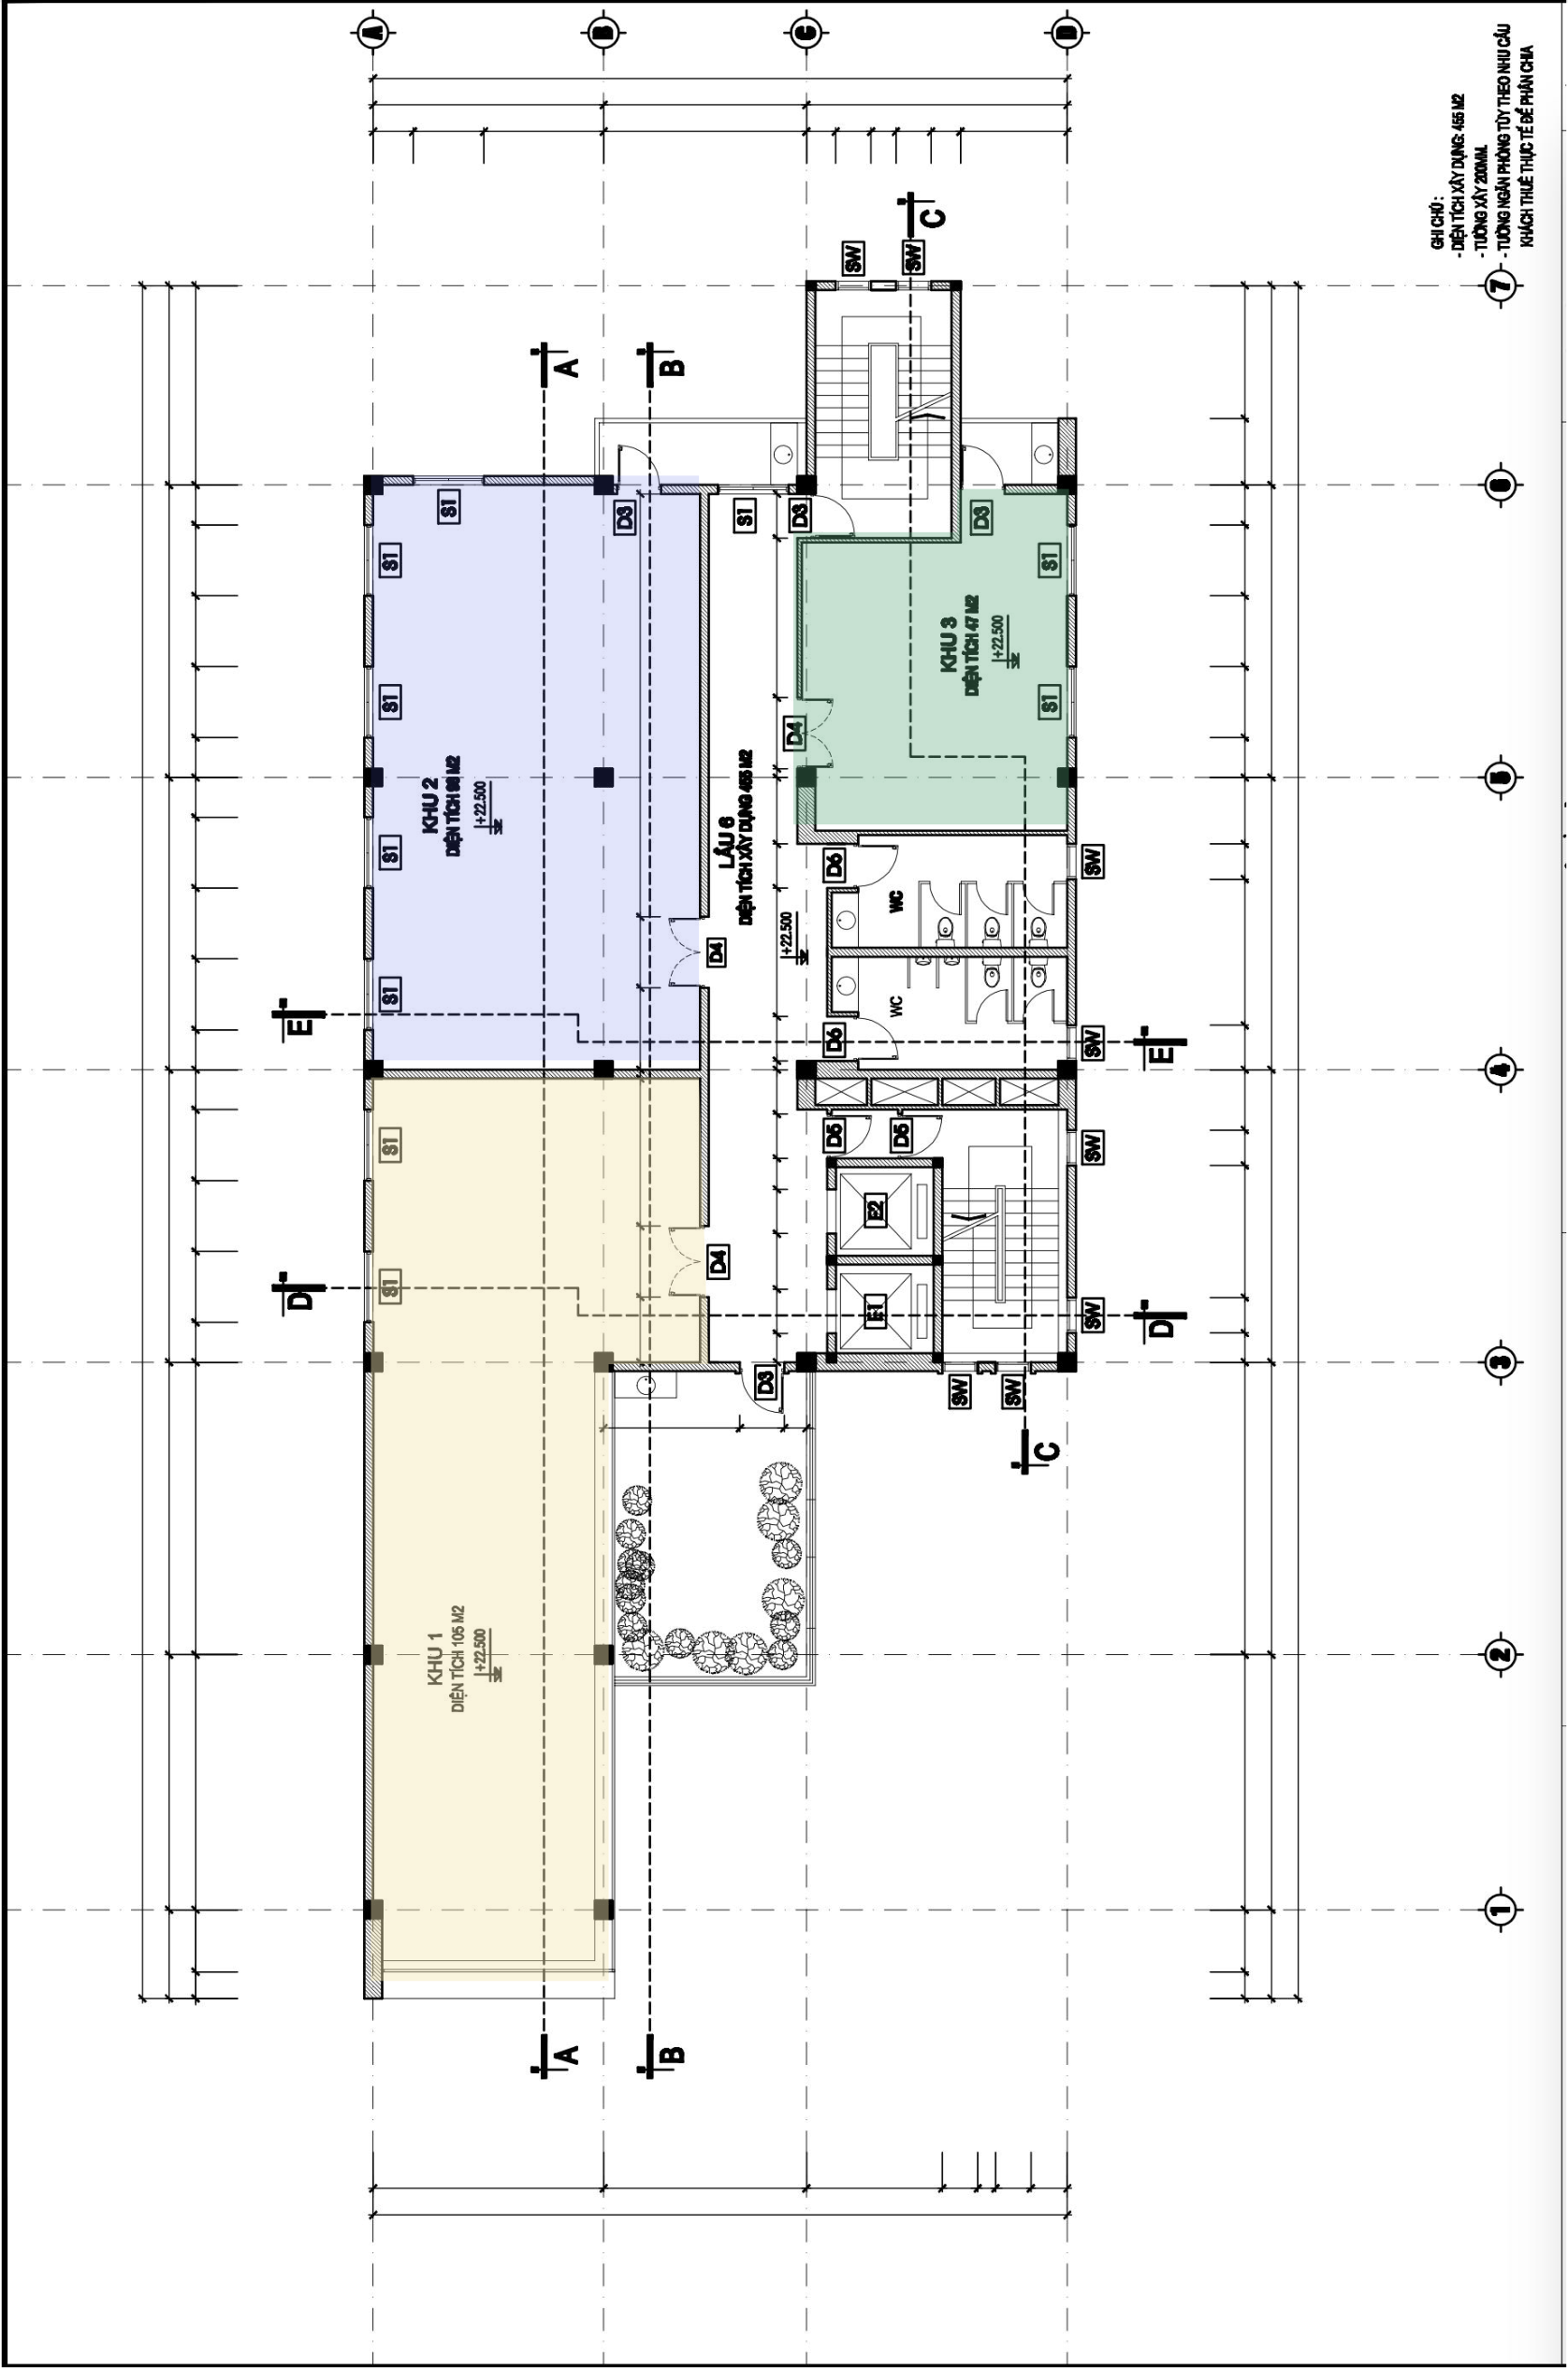 A
B
C
D
GHI CHÚ:
- DIỆN TÍCH XÂY DỰNG: 455 M2
- TƯỜNG XÂY 200MM.
- TƯỜNG NGĂN PHÒNG TÙY THEO NHU CẦU
KHÁCH THUÊ THỰC TẾ ĐỂ PHÂN CHIA
7
6
5
4
3
2
1
A
B
C
SW
SW
S1
D3
S1
D3
D3
S1
S1
S1
S1
KHU 2
DIỆN TÍCH 98 M2
+22.500
S1
S1
D4
LẦU 6
DIỆN TÍCH XÂY DỰNG 455 M2
+22.500
D4
KHU 3
DIỆN TÍCH 47 M2
+22.500
D6
WC
SW
D6
WC
SW
E
E
S1
S1
D4
D5
D5
SW
E2
E1
SW
D
D
D3
SW
SW
C
KHU 1
DIỆN TÍCH 105 M2
+22.500
A
B